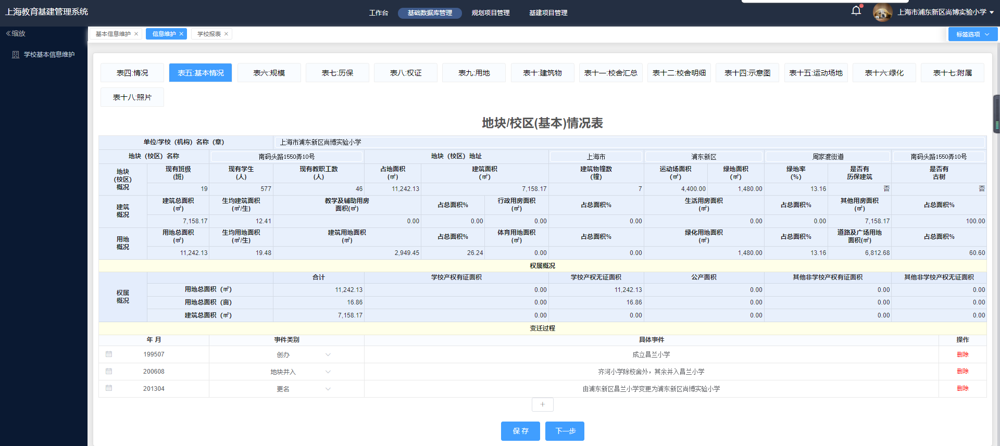 上海教育基建管理系统
工作台 基础数据库管理 规划项目管理 基建项目管理
上海市浦东新区尚博实验小学
缩放
学校基本信息维护
基本信息维护 信息维护 学校报表
标签选项
表四:情况 表五:基本情况 表六:规模 表七:历保 表八:权证 表九:用地 表十:建筑物 表十一:校舍汇总 表十二:校舍明细 表十四:示意图 表十五:运动场地 表十六:绿化 表十七:附属
表十八:照片
地块/校区(基本)情况表
单位/学校（机构）名称（章） 上海市浦东新区尚博实验小学
地块（校区）名称 南码头路1550弄10号 地块（校区）地址 上海市 浦东新区 周家渡街道 南码头路1550弄10号
地块（校区）概况 现有班级(班) 现有学生(人) 现有教职工数(人) 占地面积(㎡) 建筑面积(㎡) 建筑物幢数(幢) 运动场面积(㎡) 绿地面积(㎡) 绿地率(%) 是否有历保建筑 是否有古树
19 577 46 11,242.13 7,158.17 7 4,400.00 1,480.00 13.16 否 否
建筑概况 建筑总面积(㎡) 生均建筑面积(㎡/生) 教学及辅助用房面积(㎡) 占总面积% 行政用房面积(㎡) 占总面积% 生活用房面积(㎡) 占总面积% 其他用房面积(㎡) 占总面积%
7,158.17 12.41 0.00 0.00 0.00 0.00 0.00 0.00 7,158.17 100.00
用地概况 用地总面积(㎡) 生均用地面积(㎡/生) 建筑用地面积(㎡) 占总面积% 体育用地面积(㎡) 占总面积% 绿化用地面积(㎡) 占总面积% 道路及广场用地面积(㎡) 占总面积%
11,242.13 19.48 2,949.45 26.24 0.00 0.00 1,480.00 13.16 6,812.68 60.60
权属概况
权属概况 合计 学校产权有证面积 学校产权无证面积 公产面积 其他非学校产权有证面积 其他非学校产权无证面积
用地总面积（㎡） 11,242.13 0.00 11,242.13 0.00 0.00 0.00
用地总面积（亩） 16.86 0.00 16.86 0.00 0.00 0.00
建筑总面积（㎡） 7,158.17 0.00 0.00 0.00 0.00 0.00
变迁过程
年 月 事件类别 具体事件 操作
199507 创办 成立昌兰小学 删除
200608 地块并入 齐河小学除校舍外，其余并入昌兰小学 删除
201304 更名 由浦东新区昌兰小学变更为浦东新区尚博实验小学 删除
+
保 存 下一步